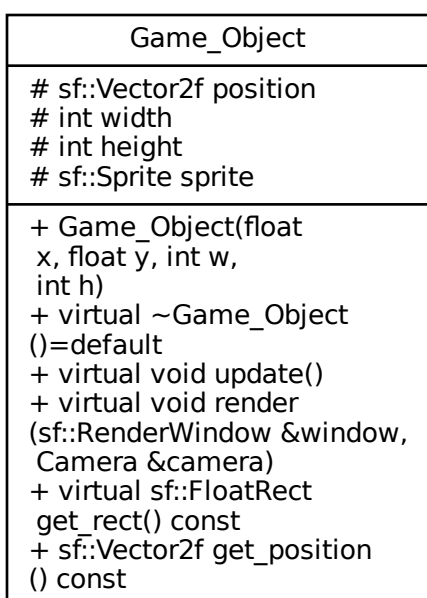 Game_Object
# sf::Vector2f position
# int width
# int height
# sf::Sprite sprite
+ Game_Object(float
x, float y, int w,
int h)
+ virtual ~Game_Object
()=default
+ virtual void update()
+ virtual void render
(sf::RenderWindow &window,
Camera &camera)
+ virtual sf::FloatRect
get_rect() const
+ sf::Vector2f get_position
() const